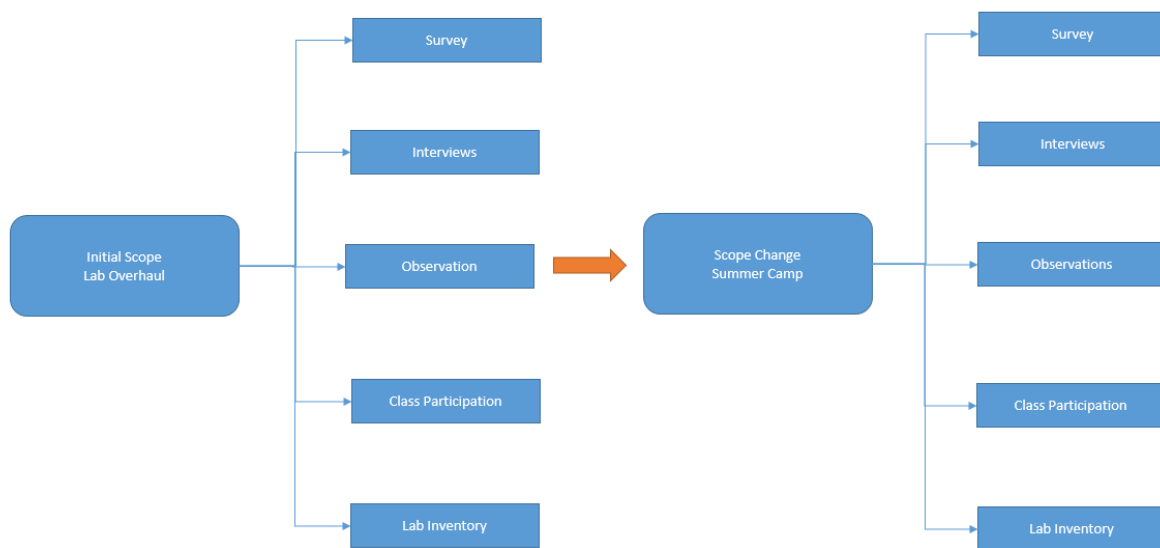 Initial Scope
Lab Overhaul
Survey
Interviews
Observation
Class Participation
Lab Inventory
Scope Change
Summer Camp
Survey
Interviews
Observations
Class Participation
Lab Inventory